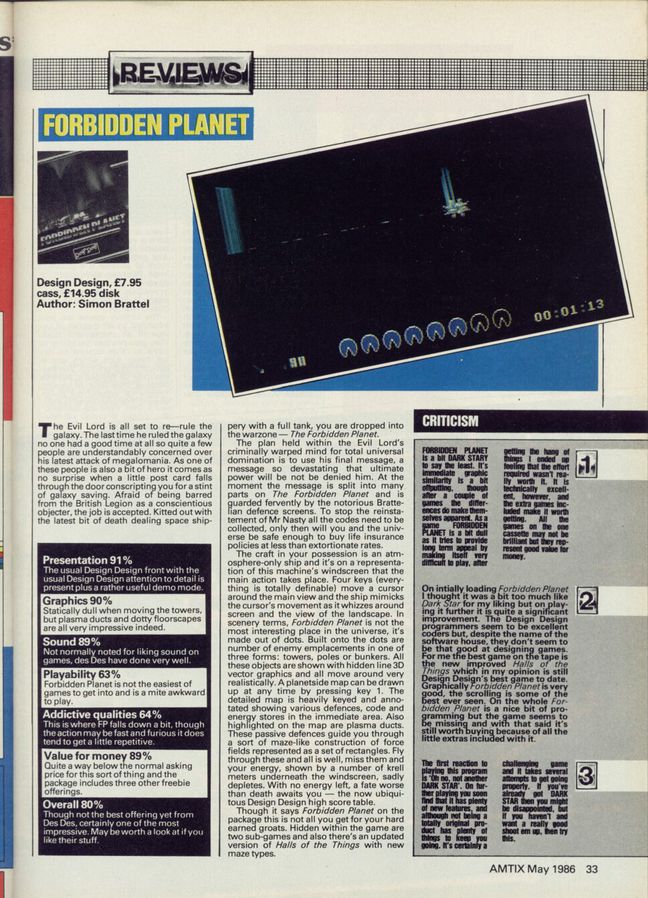 REVIEWS
FORBIDDEN PLANET
FORBIDDEN PLANET
Design Design, £7.95
cass, £14.95 disk
Author: Simon Brattel
00:01:13
The Evil Lord is all set to re—rule the
galaxy. The last time he ruled the galaxy
no one had a good time at all so quite a few
people are understandably concerned over
his latest attack of megalomania. As one of
these people is also a bit of hero it comes as
no surprise when a little post card falls
through the door conscripting you for a stint
of galaxy saving. Afraid of being barred
from the British Legion as a conscientious
objecter, the job is accepted. Kitted out with
the latest bit of death dealing space ship-
Presentation 91%
The usual Design Design front with the
usual Design Design attention to detail is
present plus a rather useful demo mode.
Graphics 90%
Statically dull when moving the towers,
but plasma ducts and dotty floorscapes
are all very impressive indeed.
Sound 89%
Not normally noted for liking sound on
games, des Des have done very well.
Playability 63%
Forbidden Planet is not the easiest of
games to get into and is a mite awkward
to play.
Addictive qualities 64%
This is where FP falls down a bit, though
the action may be fast and furious it does
tend to get a little repetitive.
Value for money 89%
Quite a way below the normal asking
price for this sort of thing and the
package includes three other freebie
offerings.
Overall 80%
Though not the best offering yet from
Des Des, certainly one of the most
impressive. May be worth a look at if you
like their stuff.
pery with a full tank, you are dropped into
the warzone — The Forbidden Planet.
The plan held within the Evil Lord's
criminally warped mind for total universal
domination is to use his final message, a
message so devastating that ultimate
power will be not be denied him. At the
moment the message is split into many
parts on The Forbidden Planet and is
guarded fervently by the notorious Bratte-
lian defence screens. To stop the reinsta-
tement of Mr Nasty all the codes need to be
collected, only then will you and the univ-
erse be safe enough to buy life insurance
policies at less than extortionate rates.
The craft in your possession is an atm-
osphere-only ship and it's on a representa-
tion of this machine's windscreen that the
main action takes place. Four keys (every-
thing is totally definable) move a cursor
around the main view and the ship mimicks
the cursor's movement as it whizzes around
screen and the view of the landscape. In
scenery terms, Forbidden Planet is not the
most interesting place in the universe, it's
made out of dots. Built onto the dots are
number of enemy emplacements in one of
three forms: towers, poles or bunkers. All
these objects are shown with hidden line 3D
vector graphics and all move around very
realistically. A planetside map can be drawn
up at any time by pressing key 1. The
detailed map is heavily keyed and anno-
tated showing various defences, code and
energy stores in the immediate area. Also
highlighted on the map are plasma ducts.
These passive defences guide you through
a sort of maze-like construction of force
fields represented as a set of rectangles. Fly
through these and all is well, miss them and
your energy, shown by a number of krell
meters underneath the windscreen, sadly
depletes. With no energy left, a fate worse
than death awaits you — the now ubiqui-
tous Design Design high score table.
Though it says Forbidden Planet on the
package this is not all you get for your hard
earned groats. Hidden within the game are
two sub-games and also there's an updated
version of Halls of the Things with new
maze types.
CRITICISM
FORBIDDEN PLANET
is a bit DARK STARY
to say the least. It's
immediate graphic
similarity is a bit
offputting, though
after a couple of
games the differ-
ences do make them-
selves apparent. As a
game FORBIDDEN
PLANET is a bit dull
as it tries to provide
long term appeal by
making itself very
difficult to play, after
getting the hang of
things I ended up
feeling that the effort
required wasn't rea-
lly worth it. It is
technically excell-
ent, however, and
the extra games inc-
luded make it worth
getting. All the
games on the one
cassette may not be
brilliant but they rep-
resent good value for
money.
1
On intially loading Forbidden Planet
I thought it was a bit too much like
Dark Star for my liking but on play-
ing it further it is quite a significant
improvement. The Design Design
programmers seem to be excellent
coders but, despite the name of the
software house, they don't seem to
be that good at designing games.
For me the best game on the tape is
the new improved Halls of the
Things which in my opinion is still
Design Design's best game to date.
Graphically Forbidden Planet is very
good, the scrolling is some of the
best ever seen. On the whole For-
bidden Planet is a nice bit of pro-
gramming but the game seems to
be missing and with that said it's
still worth buying because of all the
little extras included with it.
2
The first reaction to
playing this program
is 'Oh no, not another
DARK STAR'. On fur-
ther playing you soon
find that it has plenty
of new features, and
although not being a
totally original pro-
duct has plenty of
things to keep you
going. It's certainly a
challenging game
and it takes several
attempts to get going
properly. If you've
already got DARK
STAR then you might
be disappointed, but
if you haven't and
want a really good
shoot em up, then try
this.
3
AMTIX May 1986 33